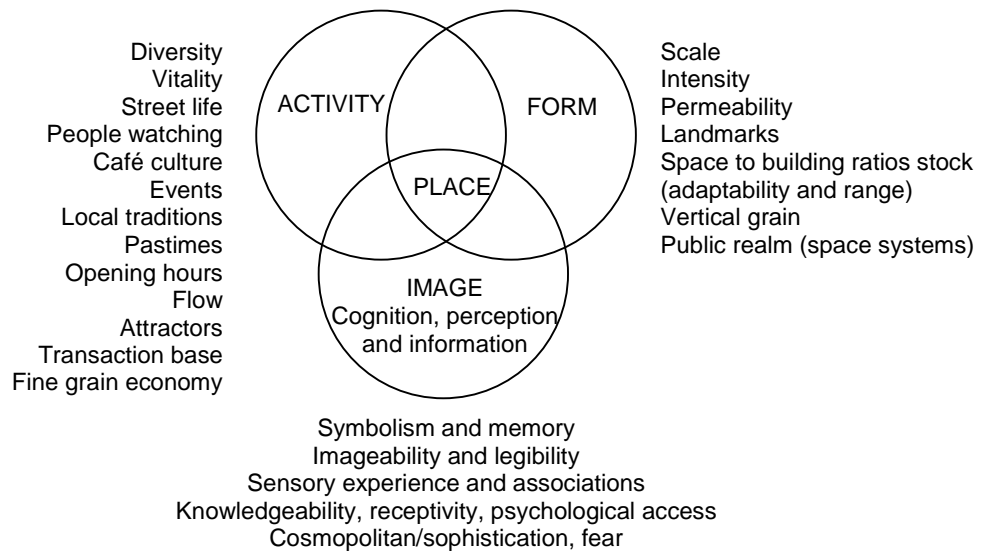 Diversity
Vitality
Street life
People watching
Café culture
Events
Local traditions
Pastimes
Opening hours
Flow
Attractors
Transaction base
Fine grain economy
ACTIVITY
FORM
PLACE
IMAGE
Cognition, perception
and information
Scale
Intensity
Permeability
Landmarks
Space to building ratios stock
(adaptability and range)
Vertical grain
Public realm (space systems)
Symbolism and memory
Imageability and legibility
Sensory experience and associations
Knowledgeability, receptivity, psychological access
Cosmopolitan/sophistication, fear